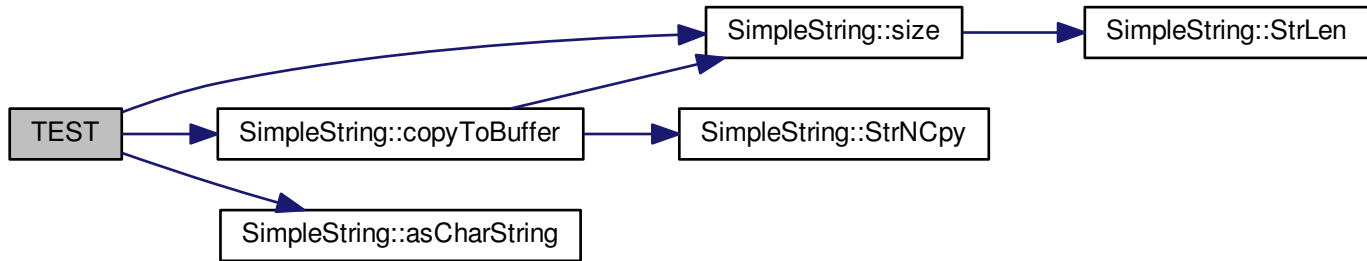 SimpleString::size
SimpleString::StrLen
TEST
SimpleString::copyToBuffer
SimpleString::StrNCpy
SimpleString::asCharString